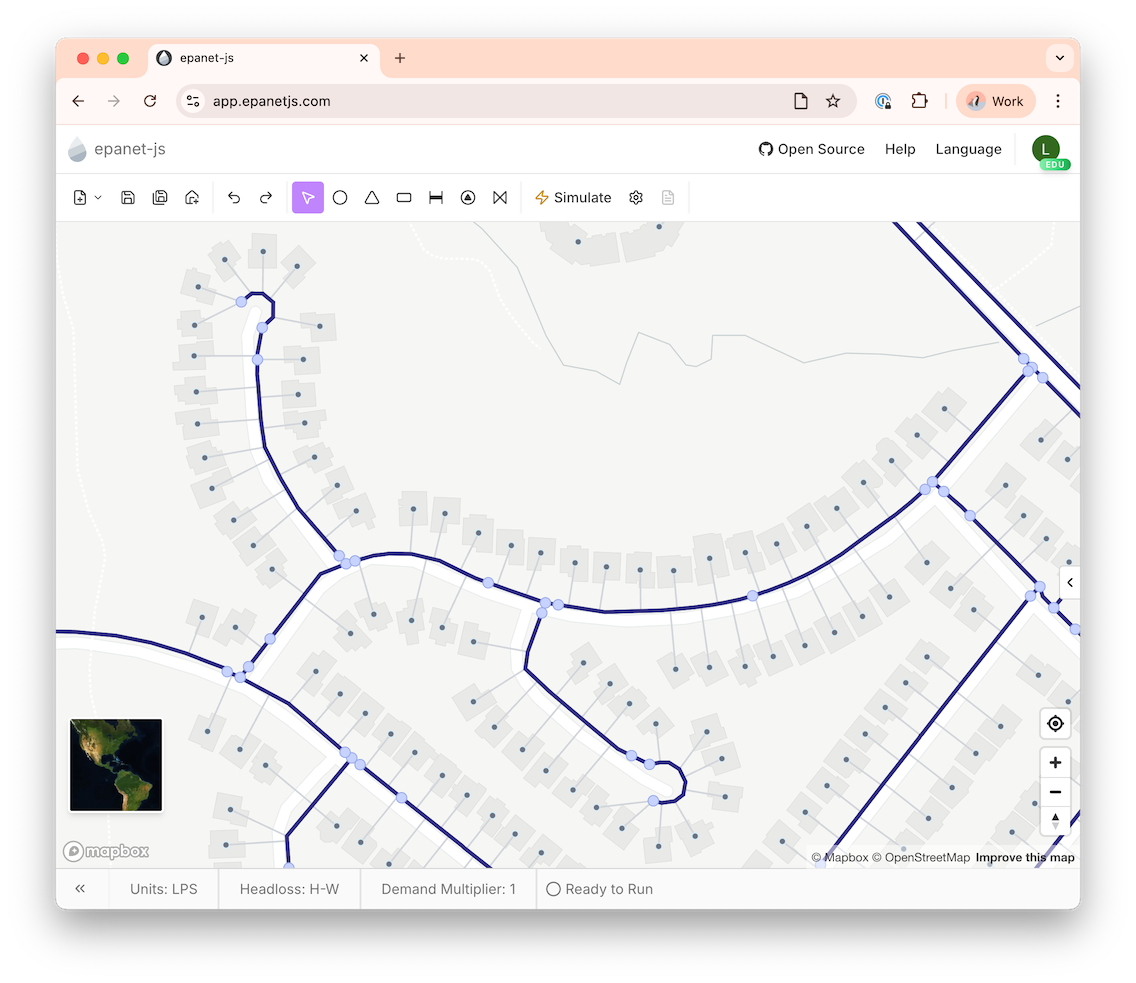 epanet-js
app.epanetjs.com
Work
epanet-js
Open Source
Help
Language
L
EDU
Simulate
mapbox
© Mapbox © OpenStreetMap Improve this map
Units: LPS
Headloss: H-W
Demand Multiplier: 1
Ready to Run